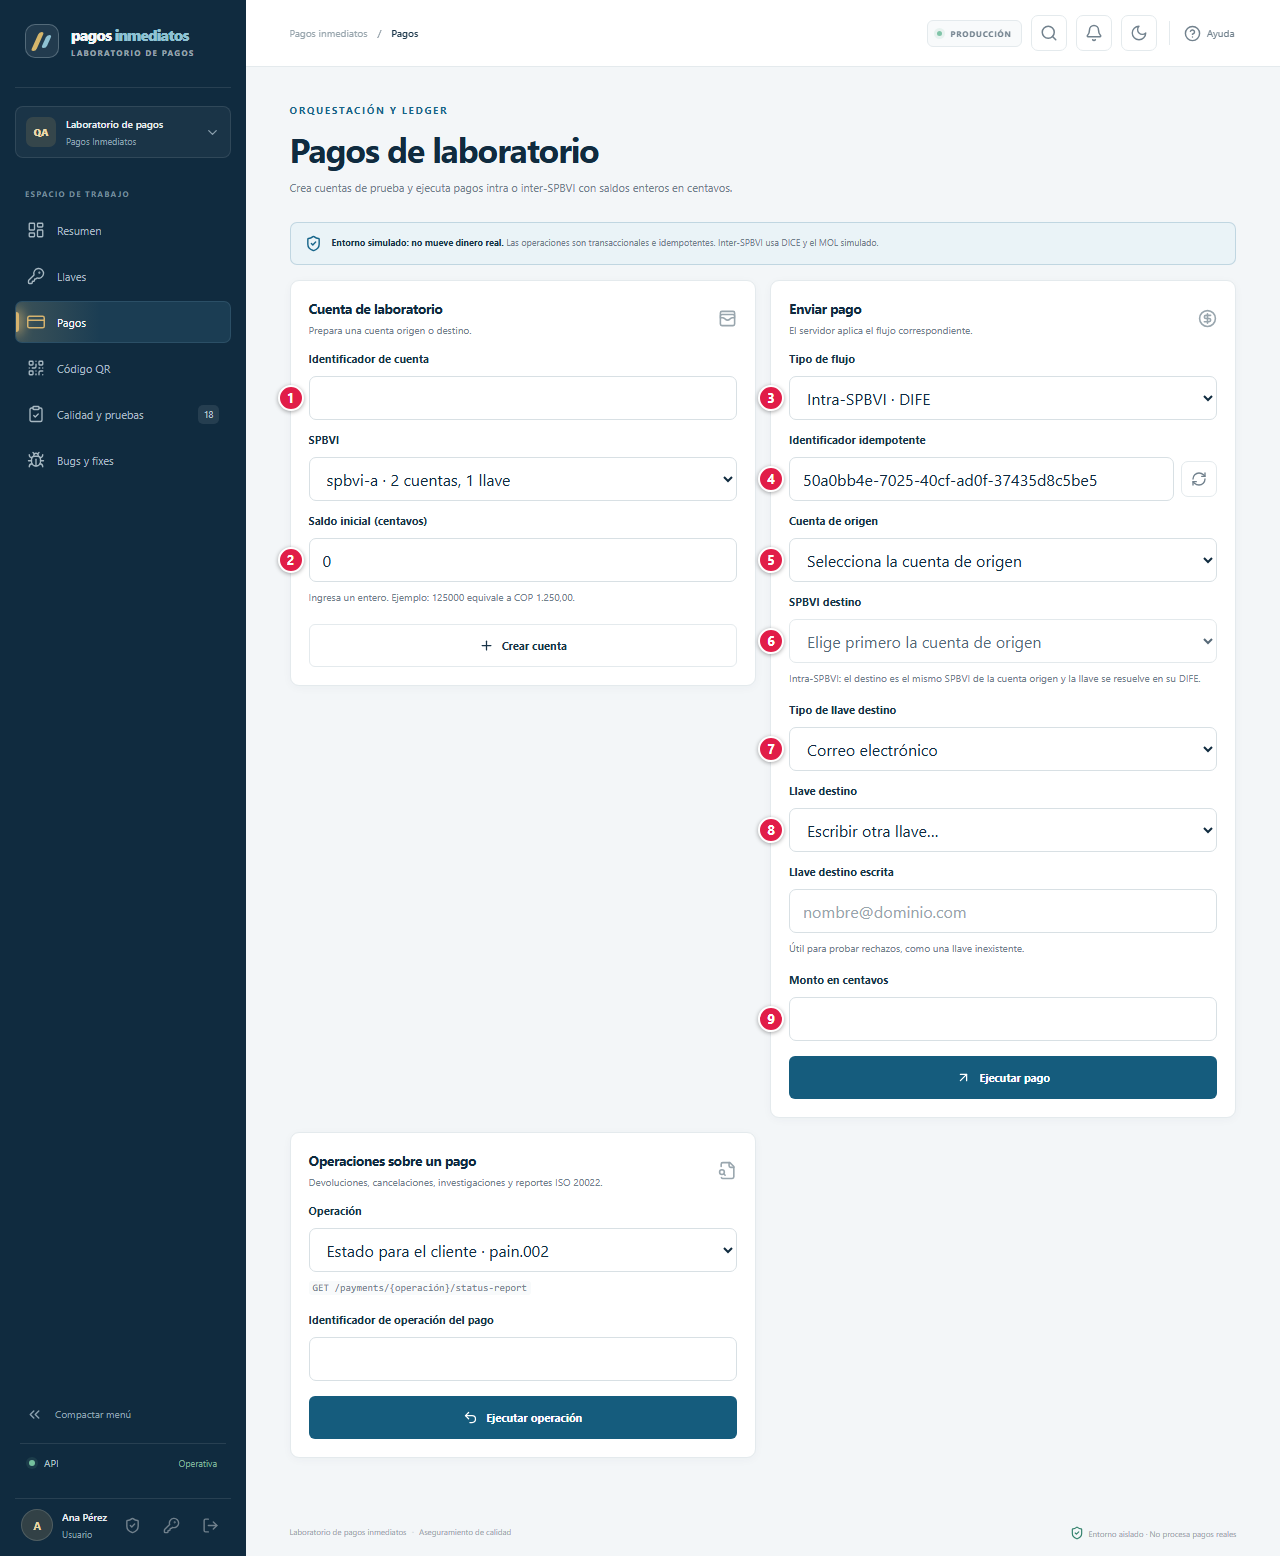 pagos inmediatos
LABORATORIO DE PAGOS
QA
Laboratorio de pagos
Pagos Inmediatos
ESPACIO DE TRABAJO
Resumen
Llaves
Pagos
Código QR
Calidad y pruebas
18
Bugs y fixes
Compactar menú
API
Operativa
A
Ana Pérez
Usuario
Pagos inmediatos / Pagos
PRODUCCIÓN
Ayuda
ORQUESTACIÓN Y LEDGER
Pagos de laboratorio
Crea cuentas de prueba y ejecuta pagos intra o inter-SPBVI con saldos enteros en centavos.
Entorno simulado: no mueve dinero real. Las operaciones son transaccionales e idempotentes. Inter-SPBVI usa DICE y el MOL simulado.
Cuenta de laboratorio
Prepara una cuenta origen o destino.
Identificador de cuenta
1
SPBVI
spbvi-a · 2 cuentas, 1 llave
Saldo inicial (centavos)
2
0
Ingresa un entero. Ejemplo: 125000 equivale a COP 1.250,00.
Crear cuenta
Enviar pago
El servidor aplica el flujo correspondiente.
Tipo de flujo
3
Intra-SPBVI · DIFE
Identificador idempotente
4
50a0bb4e-7025-40cf-ad0f-37435d8c5be5
Cuenta de origen
5
Selecciona la cuenta de origen
SPBVI destino
6
Elige primero la cuenta de origen
Intra-SPBVI: el destino es el mismo SPBVI de la cuenta origen y la llave se resuelve en su DIFE.
Tipo de llave destino
7
Correo electrónico
Llave destino
8
Escribir otra llave...
Llave destino escrita
nombre@dominio.com
Útil para probar rechazos, como una llave inexistente.
Monto en centavos
9
Ejecutar pago
Operaciones sobre un pago
Devoluciones, cancelaciones, investigaciones y reportes ISO 20022.
Operación
Estado para el cliente · pain.002
GET /payments/{operación}/status-report
Identificador de operación del pago
Ejecutar operación
Laboratorio de pagos inmediatos · Aseguramiento de calidad
Entorno aislado · No procesa pagos reales